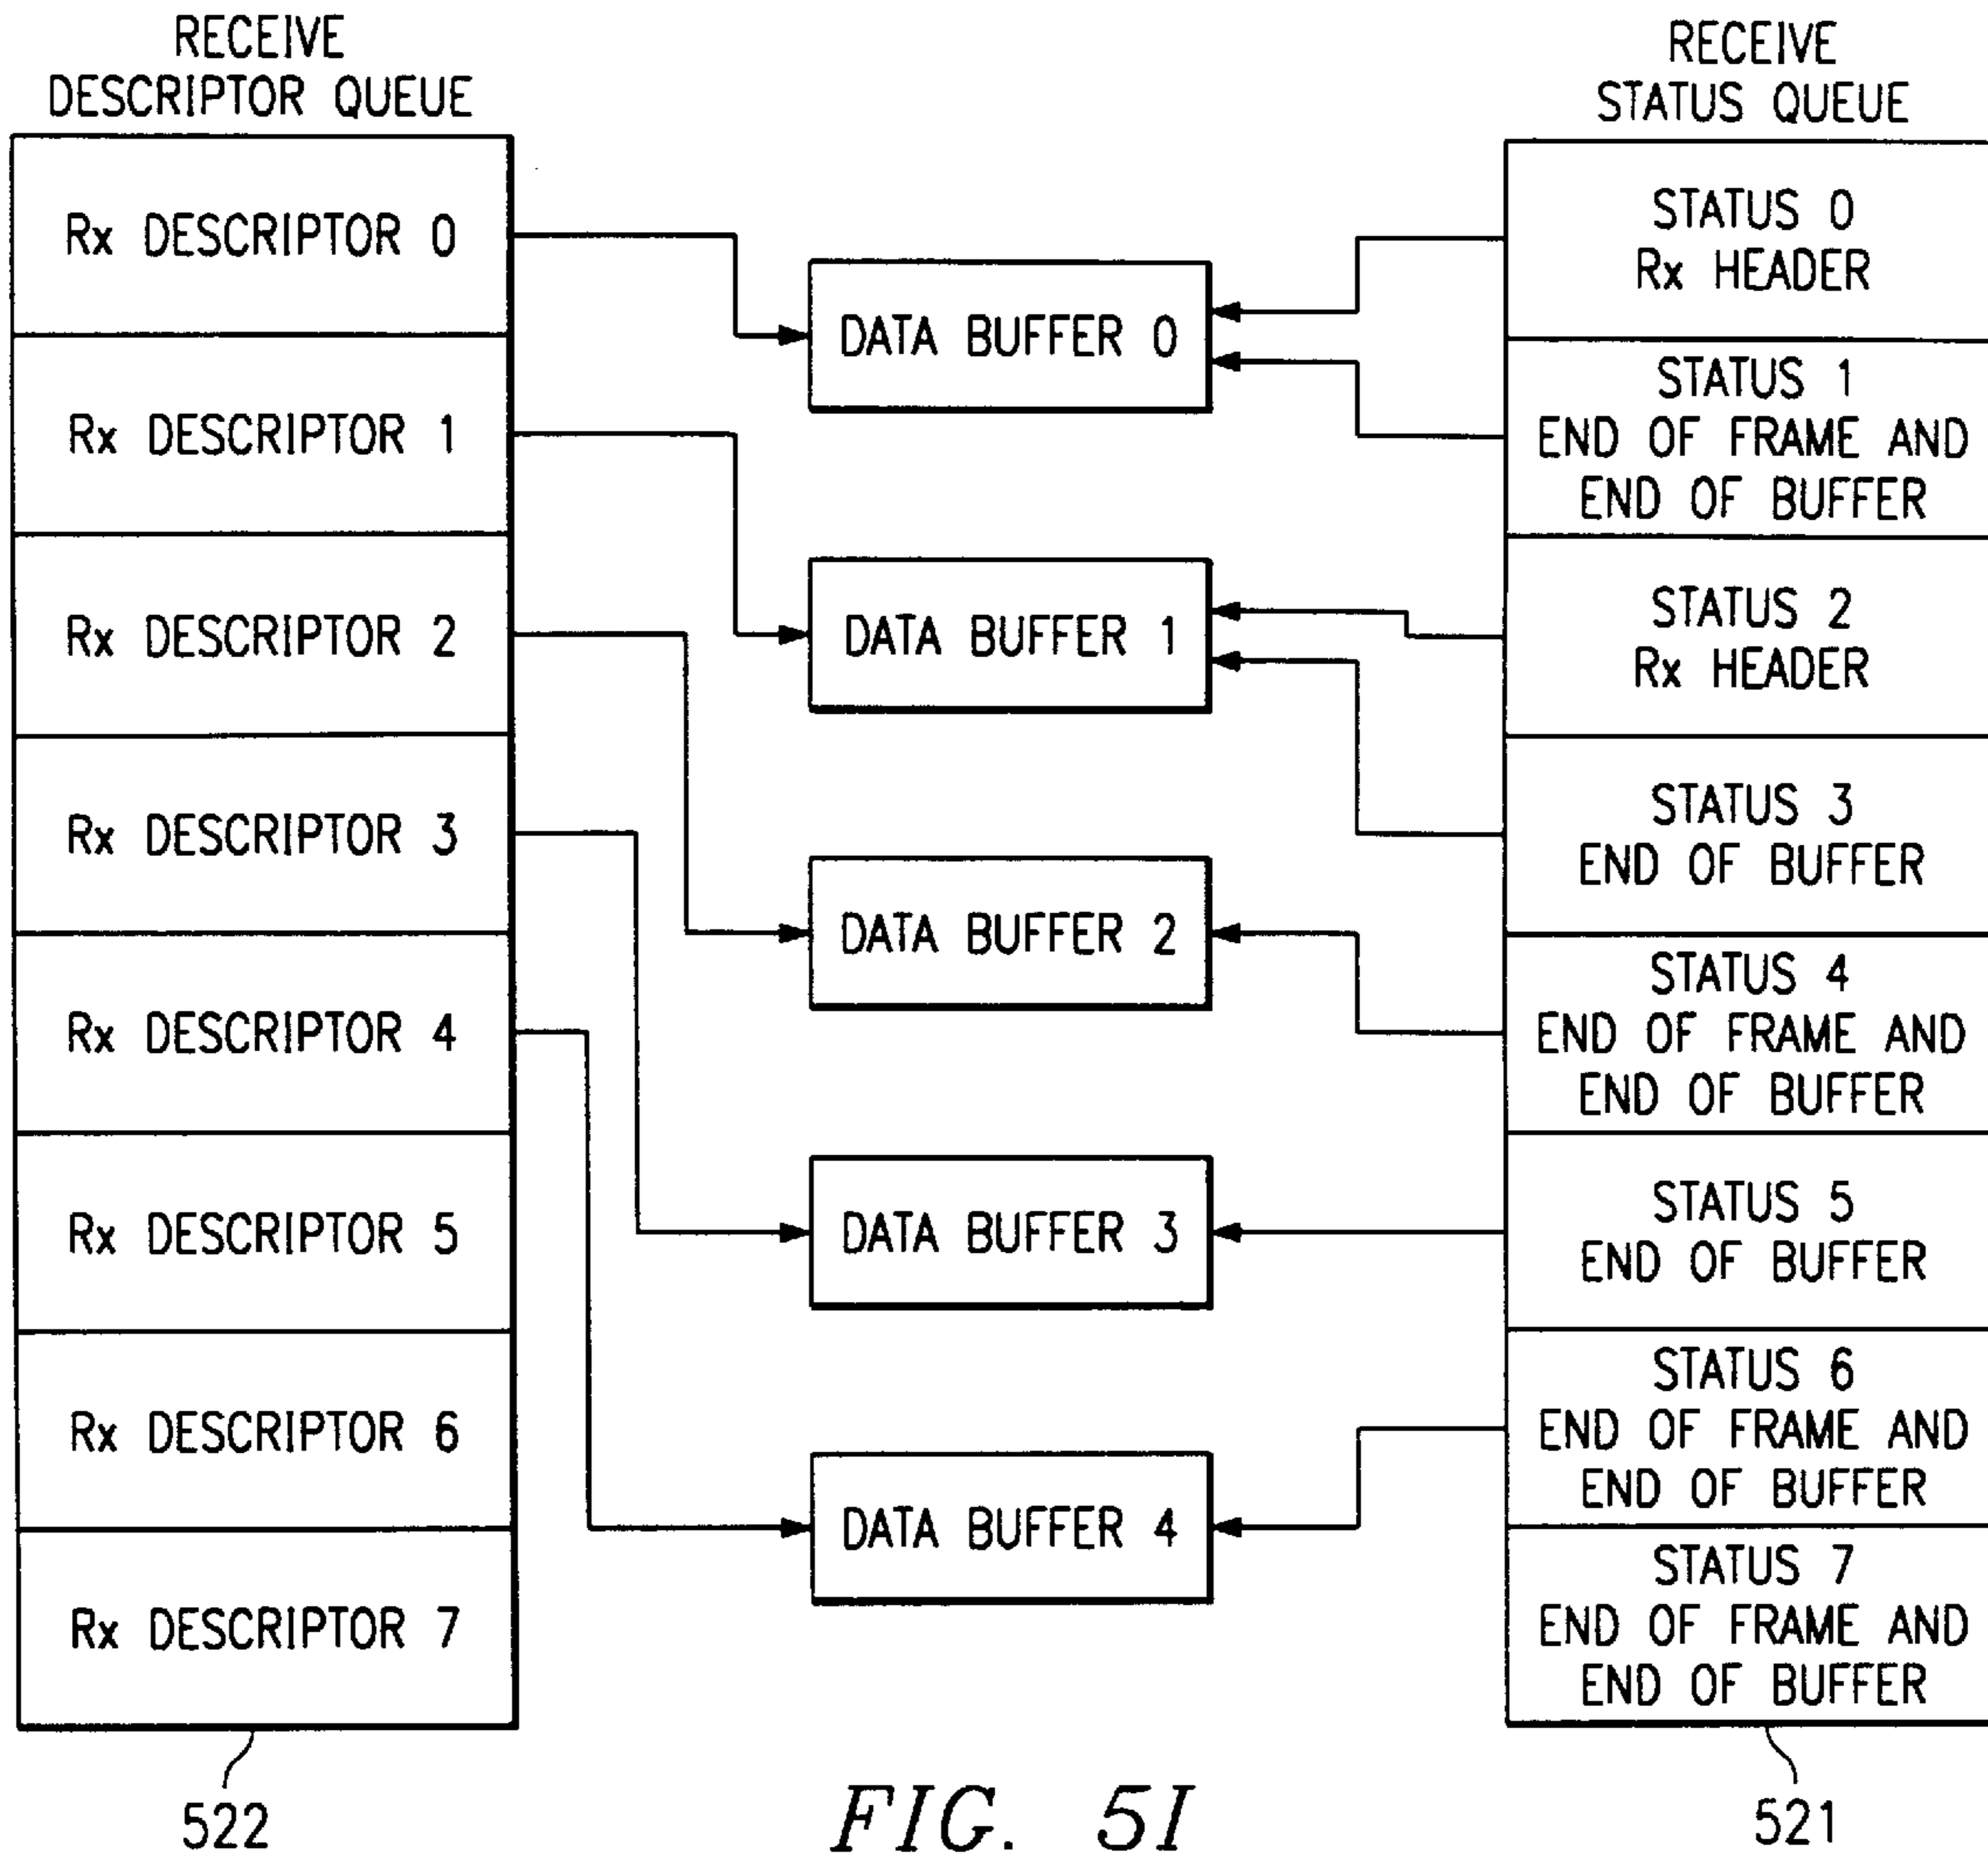 RECEIVE
DESCRIPTOR QUEUE
Rx DESCRIPTOR 0
Rx DESCRIPTOR 1
Rx DESCRIPTOR 2
Rx DESCRIPTOR 3
Rx DESCRIPTOR 4
Rx DESCRIPTOR 5
Rx DESCRIPTOR 6
Rx DESCRIPTOR 7
522
DATA BUFFER 0
DATA BUFFER 1
DATA BUFFER 2
DATA BUFFER 3
DATA BUFFER 4
RECEIVE
STATUS QUEUE
STATUS 0
Rx HEADER
STATUS 1
END OF FRAME AND
END OF BUFFER
STATUS 2
Rx HEADER
STATUS 3
END OF BUFFER
STATUS 4
END OF FRAME AND
END OF BUFFER
STATUS 5
END OF BUFFER
STATUS 6
END OF FRAME AND
END OF BUFFER
STATUS 7
END OF FRAME AND
END OF BUFFER
521
FIG. 5I